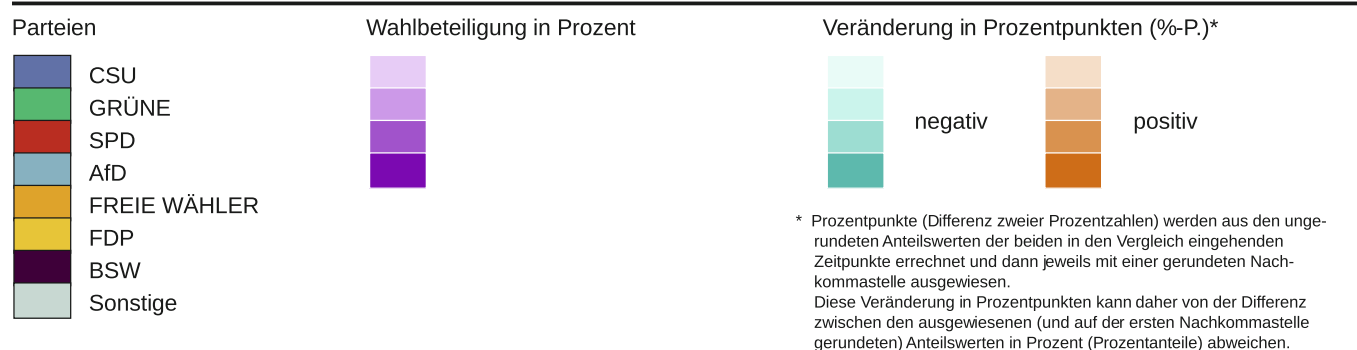 Parteien
CSU
GRÜNE
SPD
AfD
FREIE WÄHLER
FDP
BSW
Sonstige
Wahlbeteiligung in Prozent
Veränderung in Prozentpunkten (%-P.)*
negativ
positiv
* Prozentpunkte (Differenz zweier Prozentzahlen) werden aus den unge-
rundeten Anteilswerten der beiden in den Vergleich eingehenden
Zeitpunkte errechnet und dann jeweils mit einer gerundeten Nach-
kommastelle ausgewiesen.
Diese Veränderung in Prozentpunkten kann daher von der Differenz
zwischen den ausgewiesenen (und auf der ersten Nachkommastelle
gerundeten) Anteilswerten in Prozent (Prozentanteile) abweichen.